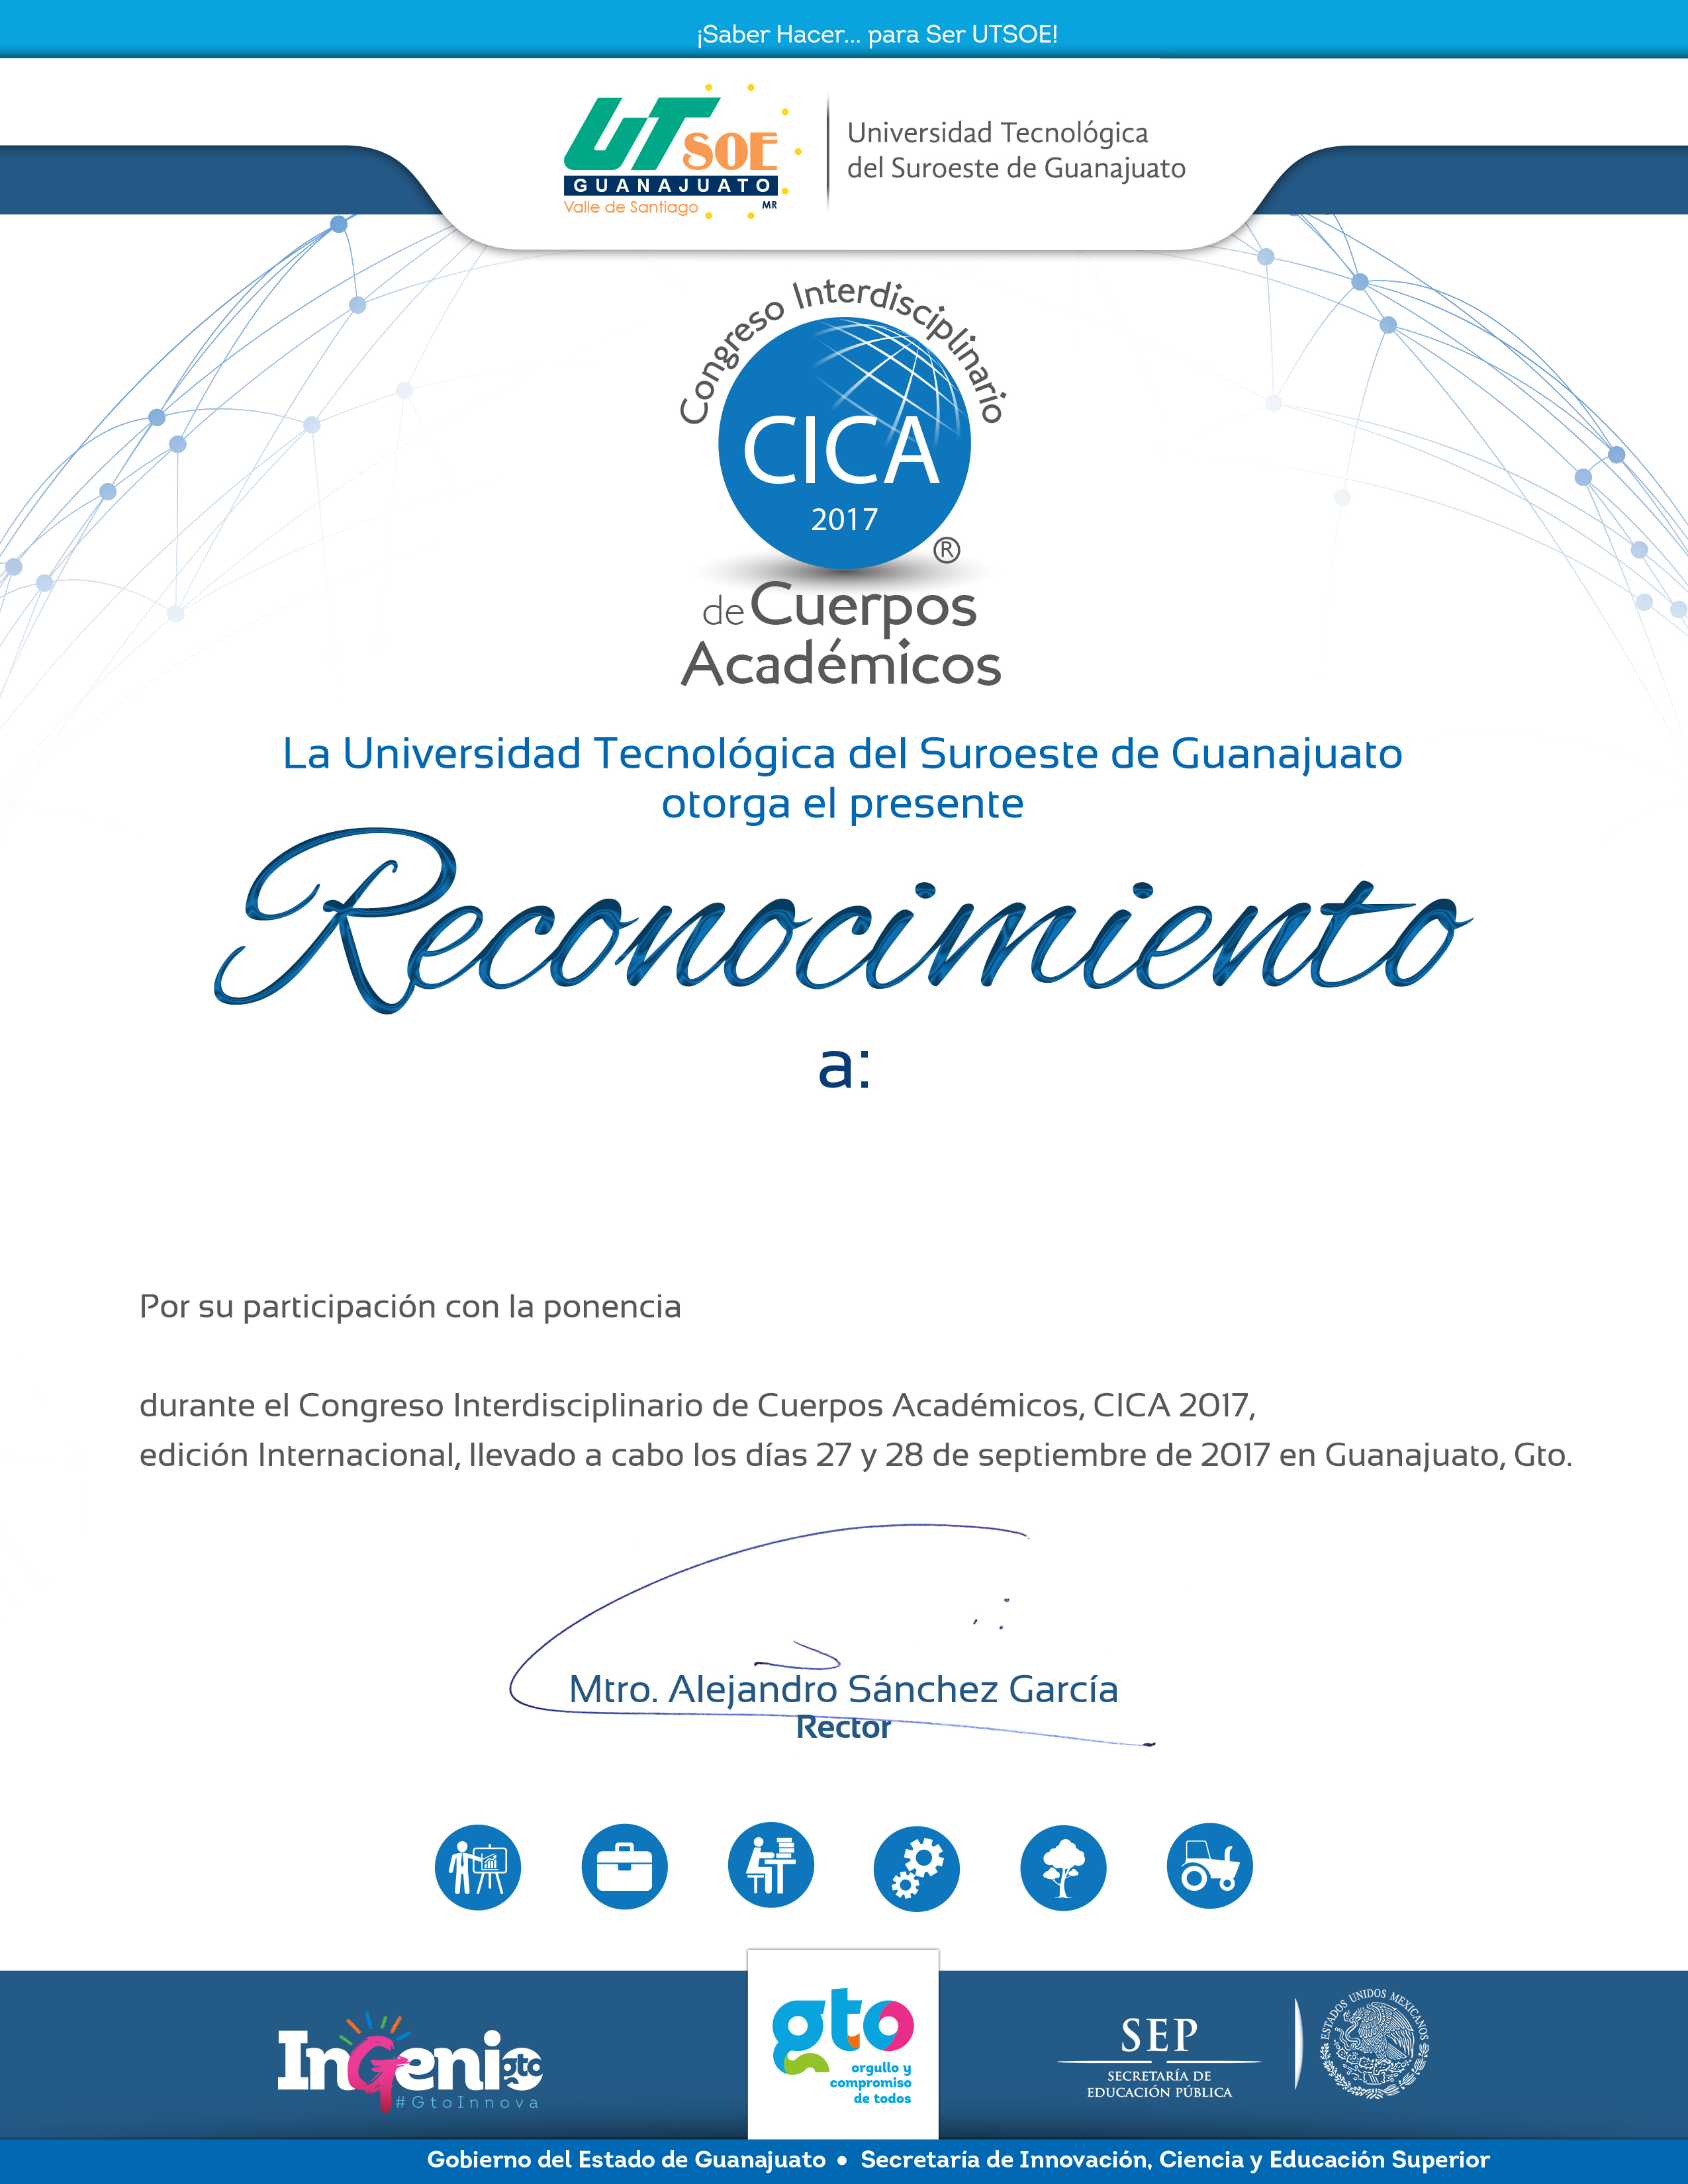 ¡Saber Hacer... para Ser UTSOE!
UTSOE
GUANAJUATO
Valle de Santiago MR
Universidad Tecnológica
del Suroeste de Guanajuato
Congreso Interdisciplinario
CICA
2017
®
de Cuerpos
Académicos
La Universidad Tecnológica del Suroeste de Guanajuato
otorga el presente
Reconocimiento
a:
Por su participación con la ponencia
durante el Congreso Interdisciplinario de Cuerpos Académicos, CICA 2017,
edición Internacional, llevado a cabo los días 27 y 28 de septiembre de 2017 en Guanajuato, Gto.
Mtro. Alejandro Sánchez García
Rector
InGenio gto
#GtoInnova
gto
orgullo y
compromiso
de todos
SEP
SECRETARÍA DE
EDUCACIÓN PÚBLICA
ESTADOS UNIDOS MEXICANOS
Gobierno del Estado de Guanajuato • Secretaría de Innovación, Ciencia y Educación Superior